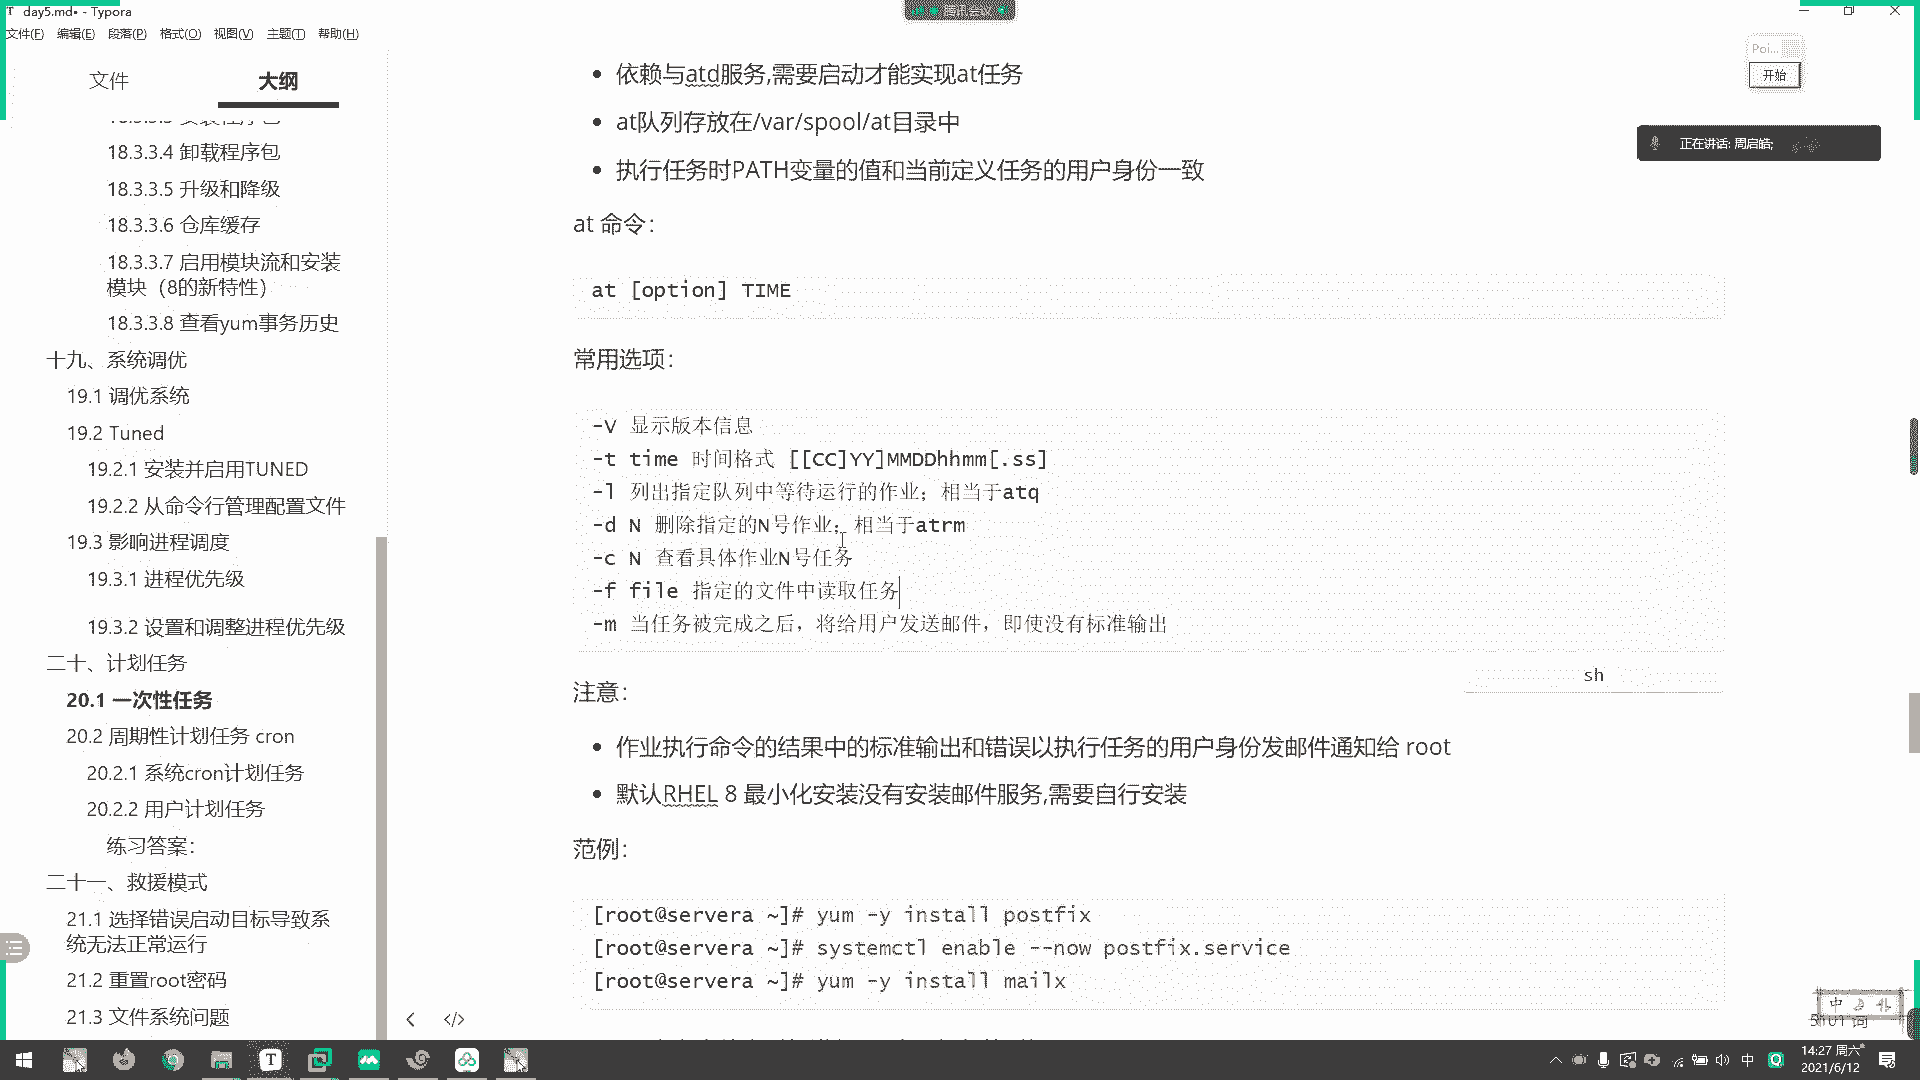 day5.md• - Typora
腾讯会议
文件(F) 编辑(E) 段落(P) 格式(O) 视图(V) 主题(T) 帮助(H)
文件 大纲
18.3.3.4 卸载程序包
18.3.3.5 升级和降级
18.3.3.6 仓库缓存
18.3.3.7 启用模块流和安装
模块（8的新特性）
18.3.3.8 查看yum事务历史
十九、系统调优
19.1 调优系统
19.2 Tuned
19.2.1 安装并启用TUNED
19.2.2 从命令行管理配置文件
19.3 影响进程调度
19.3.1 进程优先级
19.3.2 设置和调整进程优先级
二十、计划任务
20.1 一次性任务
20.2 周期性计划任务 cron
20.2.1 系统cron计划任务
20.2.2 用户计划任务
练习答案：
二十一、救援模式
21.1 选择错误启动目标导致系
统无法正常运行
21.2 重置root密码
21.3 文件系统问题
依赖与atd服务,需要启动才能实现at任务
at队列存放在/var/spool/at目录中
执行任务时PATH变量的值和当前定义任务的用户身份一致
at 命令：
at [option] TIME
常用选项：
-V 显示版本信息
-t time 时间格式 [[CC]YY]MMDDhhmm[.ss]
-l 列出指定队列中等待运行的作业；相当于atq
-d N 删除指定的N号作业；相当于atrm
-c N 查看具体作业N号任务
-f file 指定的文件中读取任务
-m 当任务被完成之后，将给用户发送邮件，即使没有标准输出
sh
注意：
作业执行命令的结果中的标准输出和错误以执行任务的用户身份发邮件通知给 root
默认RHEL 8 最小化安装没有安装邮件服务,需要自行安装
范例：
[root@servera ~]# yum -y install postfix
[root@servera ~]# systemctl enable --now postfix.service
[root@servera ~]# yum -y install mailx
Poi...
开始
正在讲话: 周启皓;
中
词
中
14:27 周六
2021/6/12